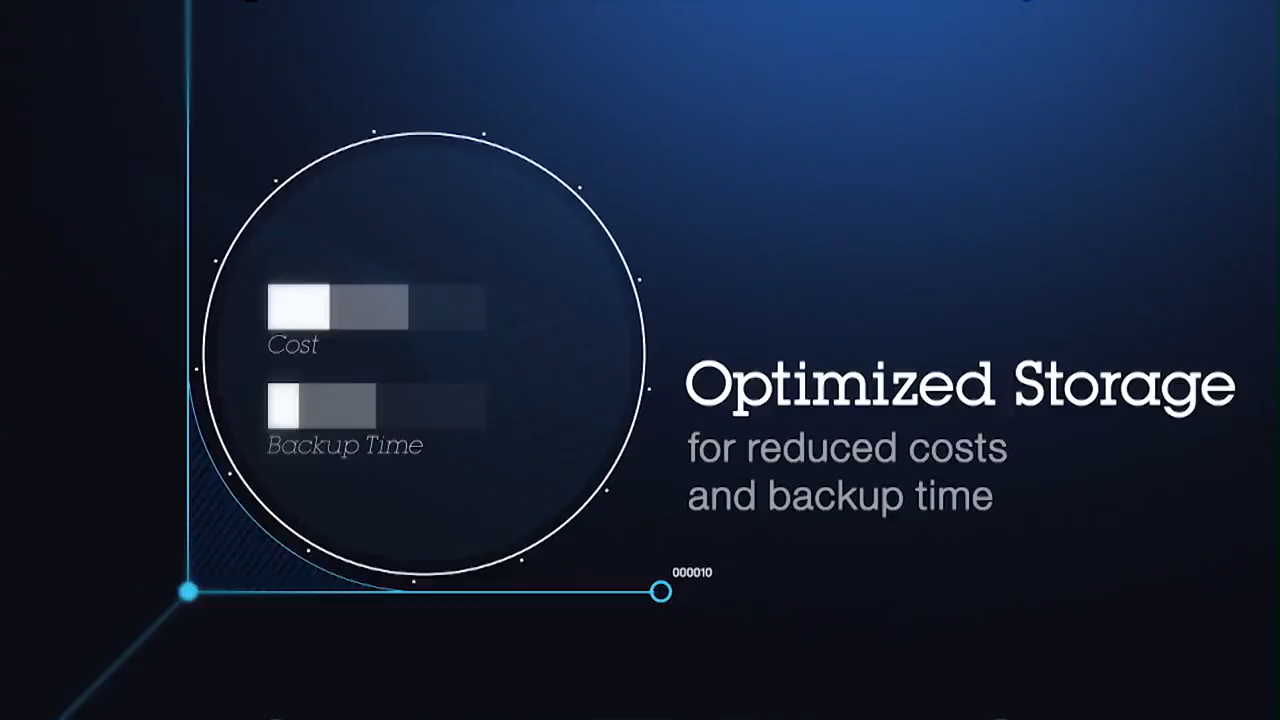 Cost
Backup Time
Optimized Storage
for reduced costs
and backup time
000010